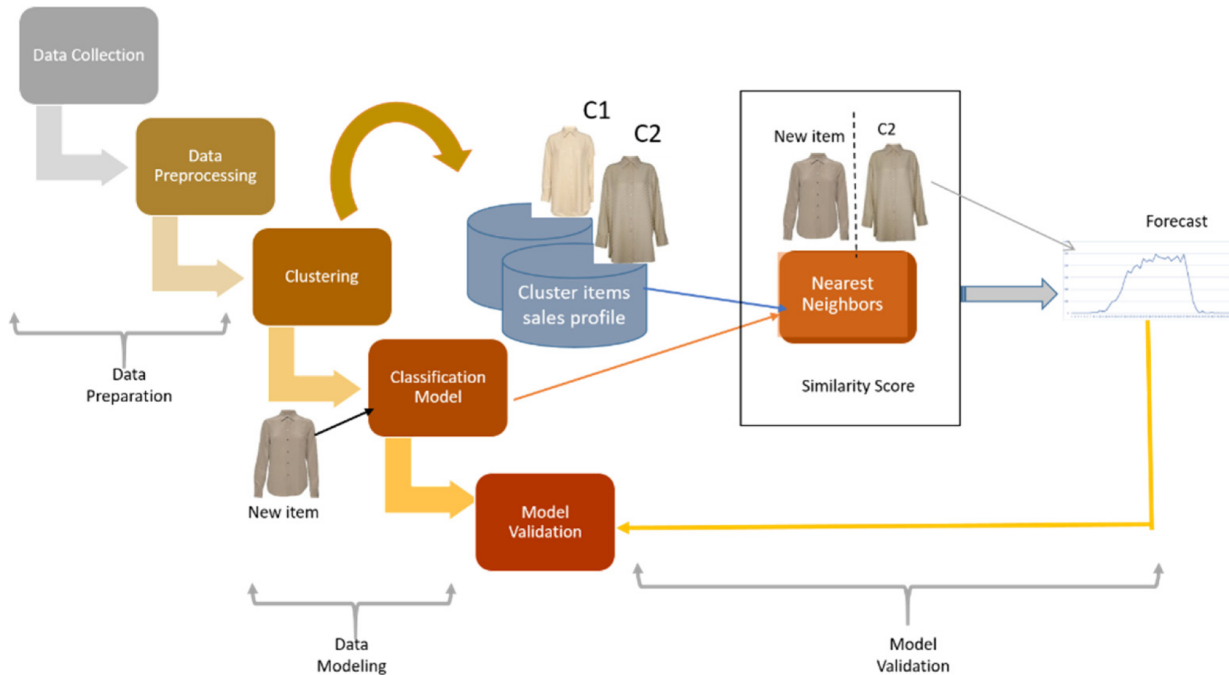 Data Collection
Data
Preprocessing
Clustering
Classification
Model
Model
Validation
New item
C1
C2
Cluster items
sales profile
New item
C2
Nearest
Neighbors
Similarity Score
Forecast
Data
Preparation
Data
Modeling
Model
Validation